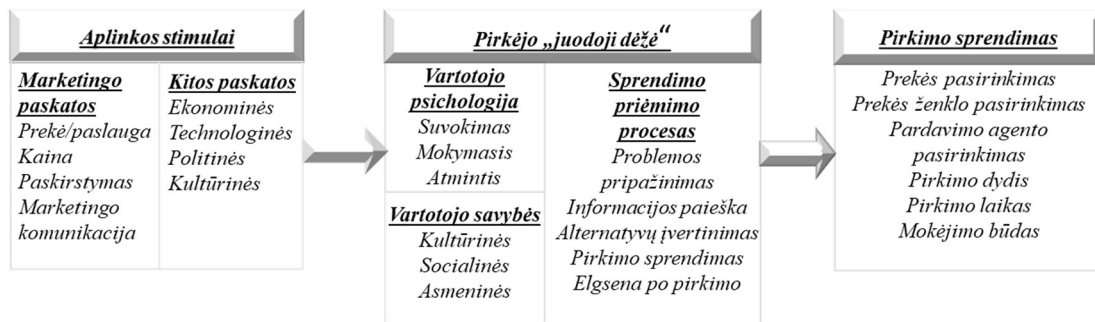 Aplinkos stimulai
Marketingo
paskatos
Prekė/paslauga
Kaina
Paskirstymas
Marketingo
komunikacija
Kitos paskatos
Ekonominės
Technologinės
Politinės
Kultūrinės
Pirkėjo „juodoji dėžė“
Vartotojo
psichologija
Suvokimas
Mokymasis
Atmintis
Vartotojo savybės
Kultūrinės
Socialinės
Asmeninės
Sprendimo
priėmimo
procesas
Problemos
pripažinimas
Informacijos paieška
Alternatyvų įvertinimas
Pirkimo sprendimas
Elgsena po pirkimo
Pirkimo sprendimas
Prekės pasirinkimas
Prekės ženklo pasirinkimas
Pardavimo agento
pasirinkimas
Pirkimo dydis
Pirkimo laikas
Mokėjimo būdas